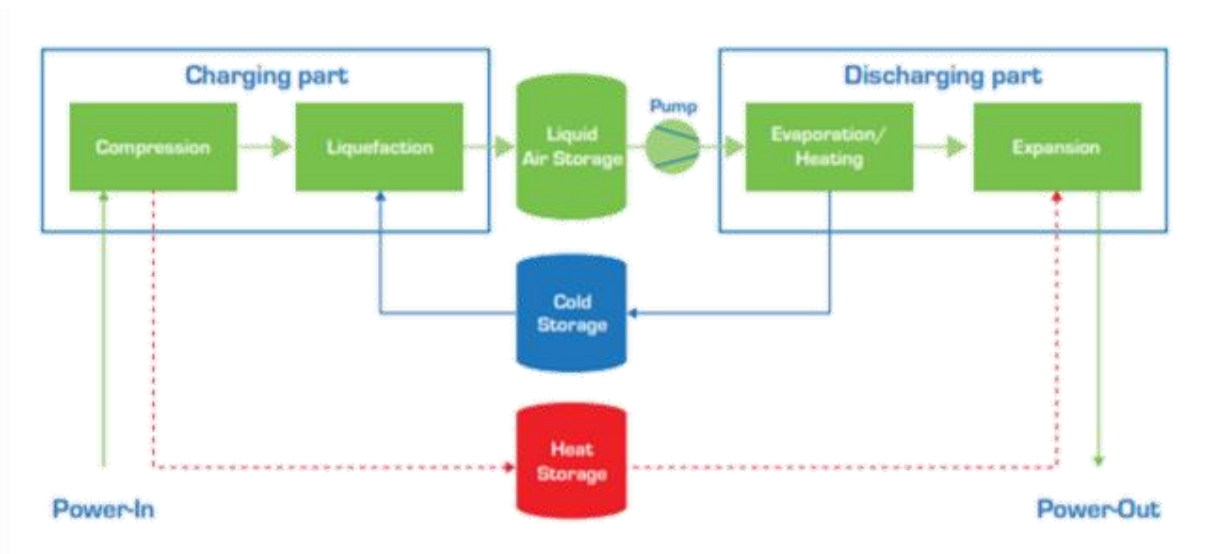 Charging part
Discharging part
Compression
Liquefaction
Liquid
Air Storage
Pump
Evaporation/
Heating
Expansion
Cold
Storage
Heat
Storage
Power-In
Power-Out